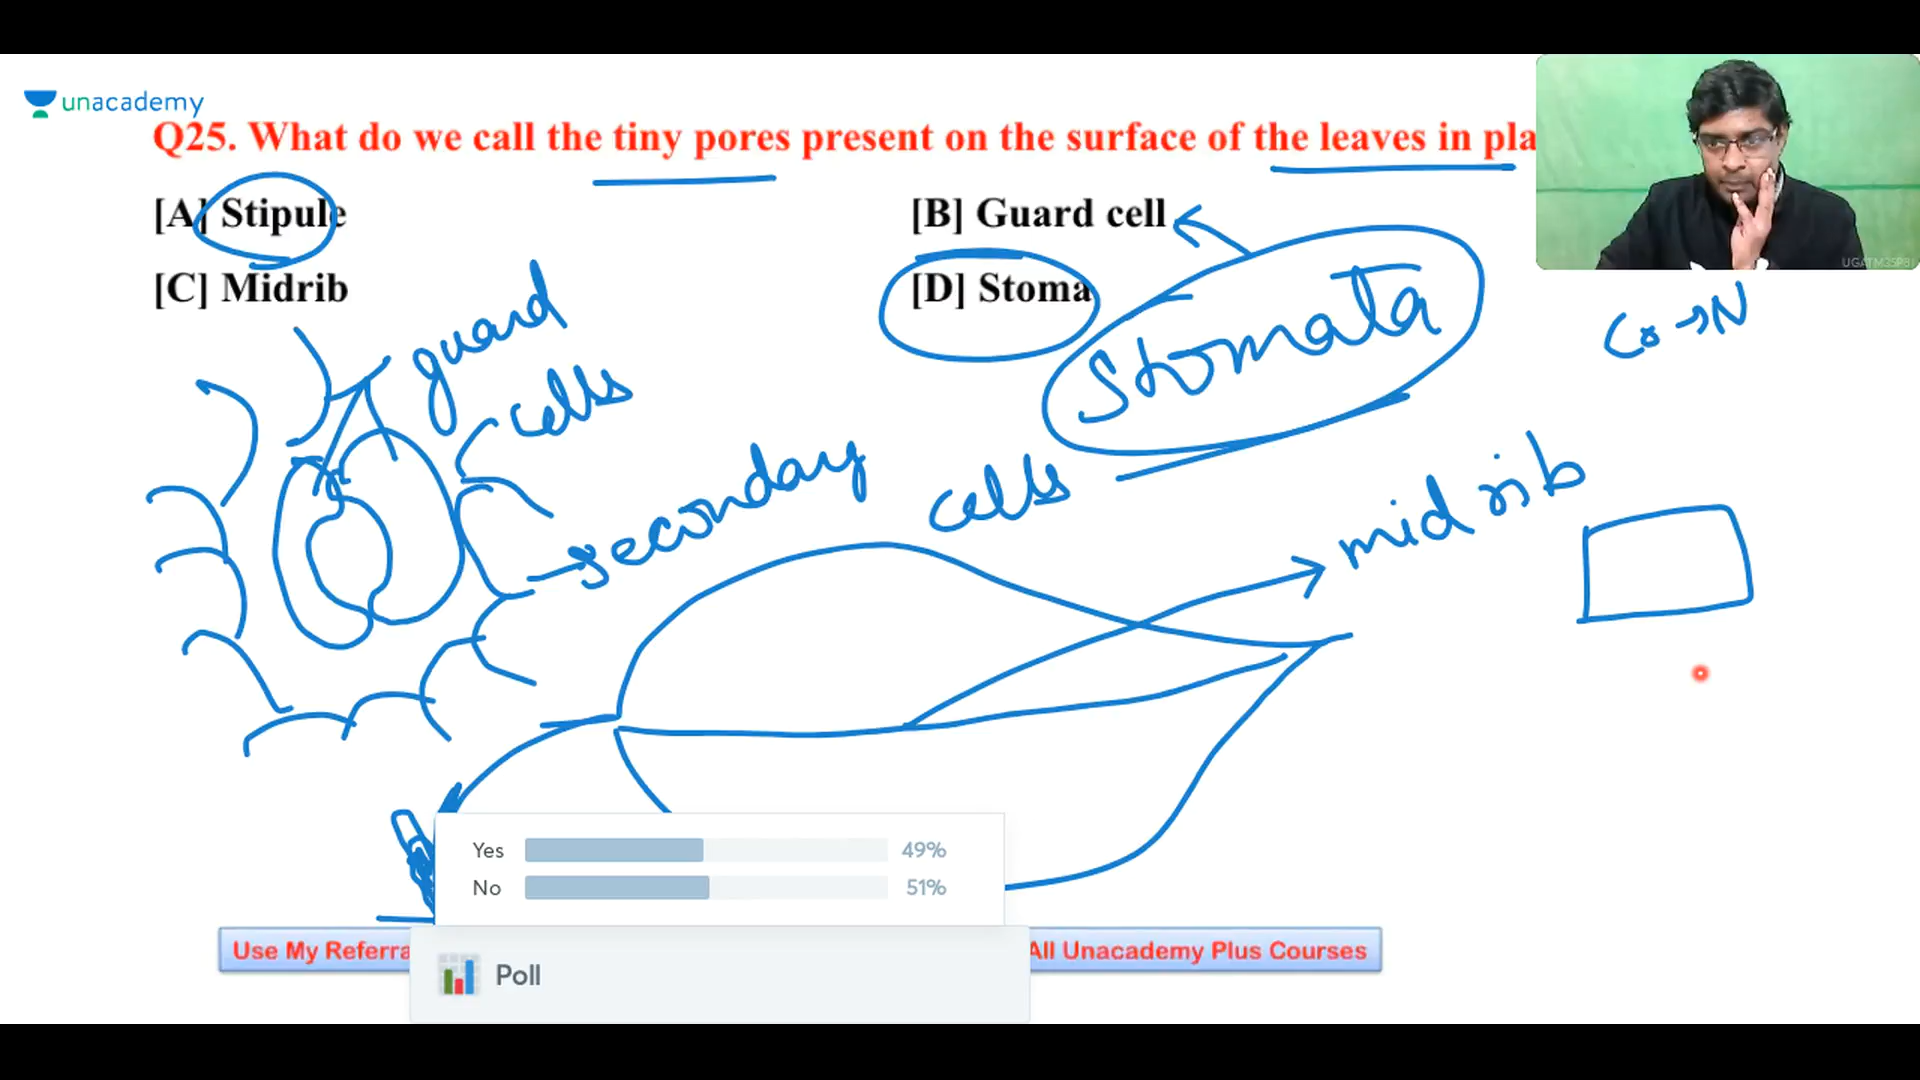 unacademy
Q25. What do we call the tiny pores present on the surface of the leaves in pla
[A] Stipule
[B] Guard cell
[C] Midrib
[D] Stoma
guard
cells
Stomata
secondary
cells
mid rib
Yes 49%
No 51%
Use My Referra
All Unacademy Plus Courses
Poll